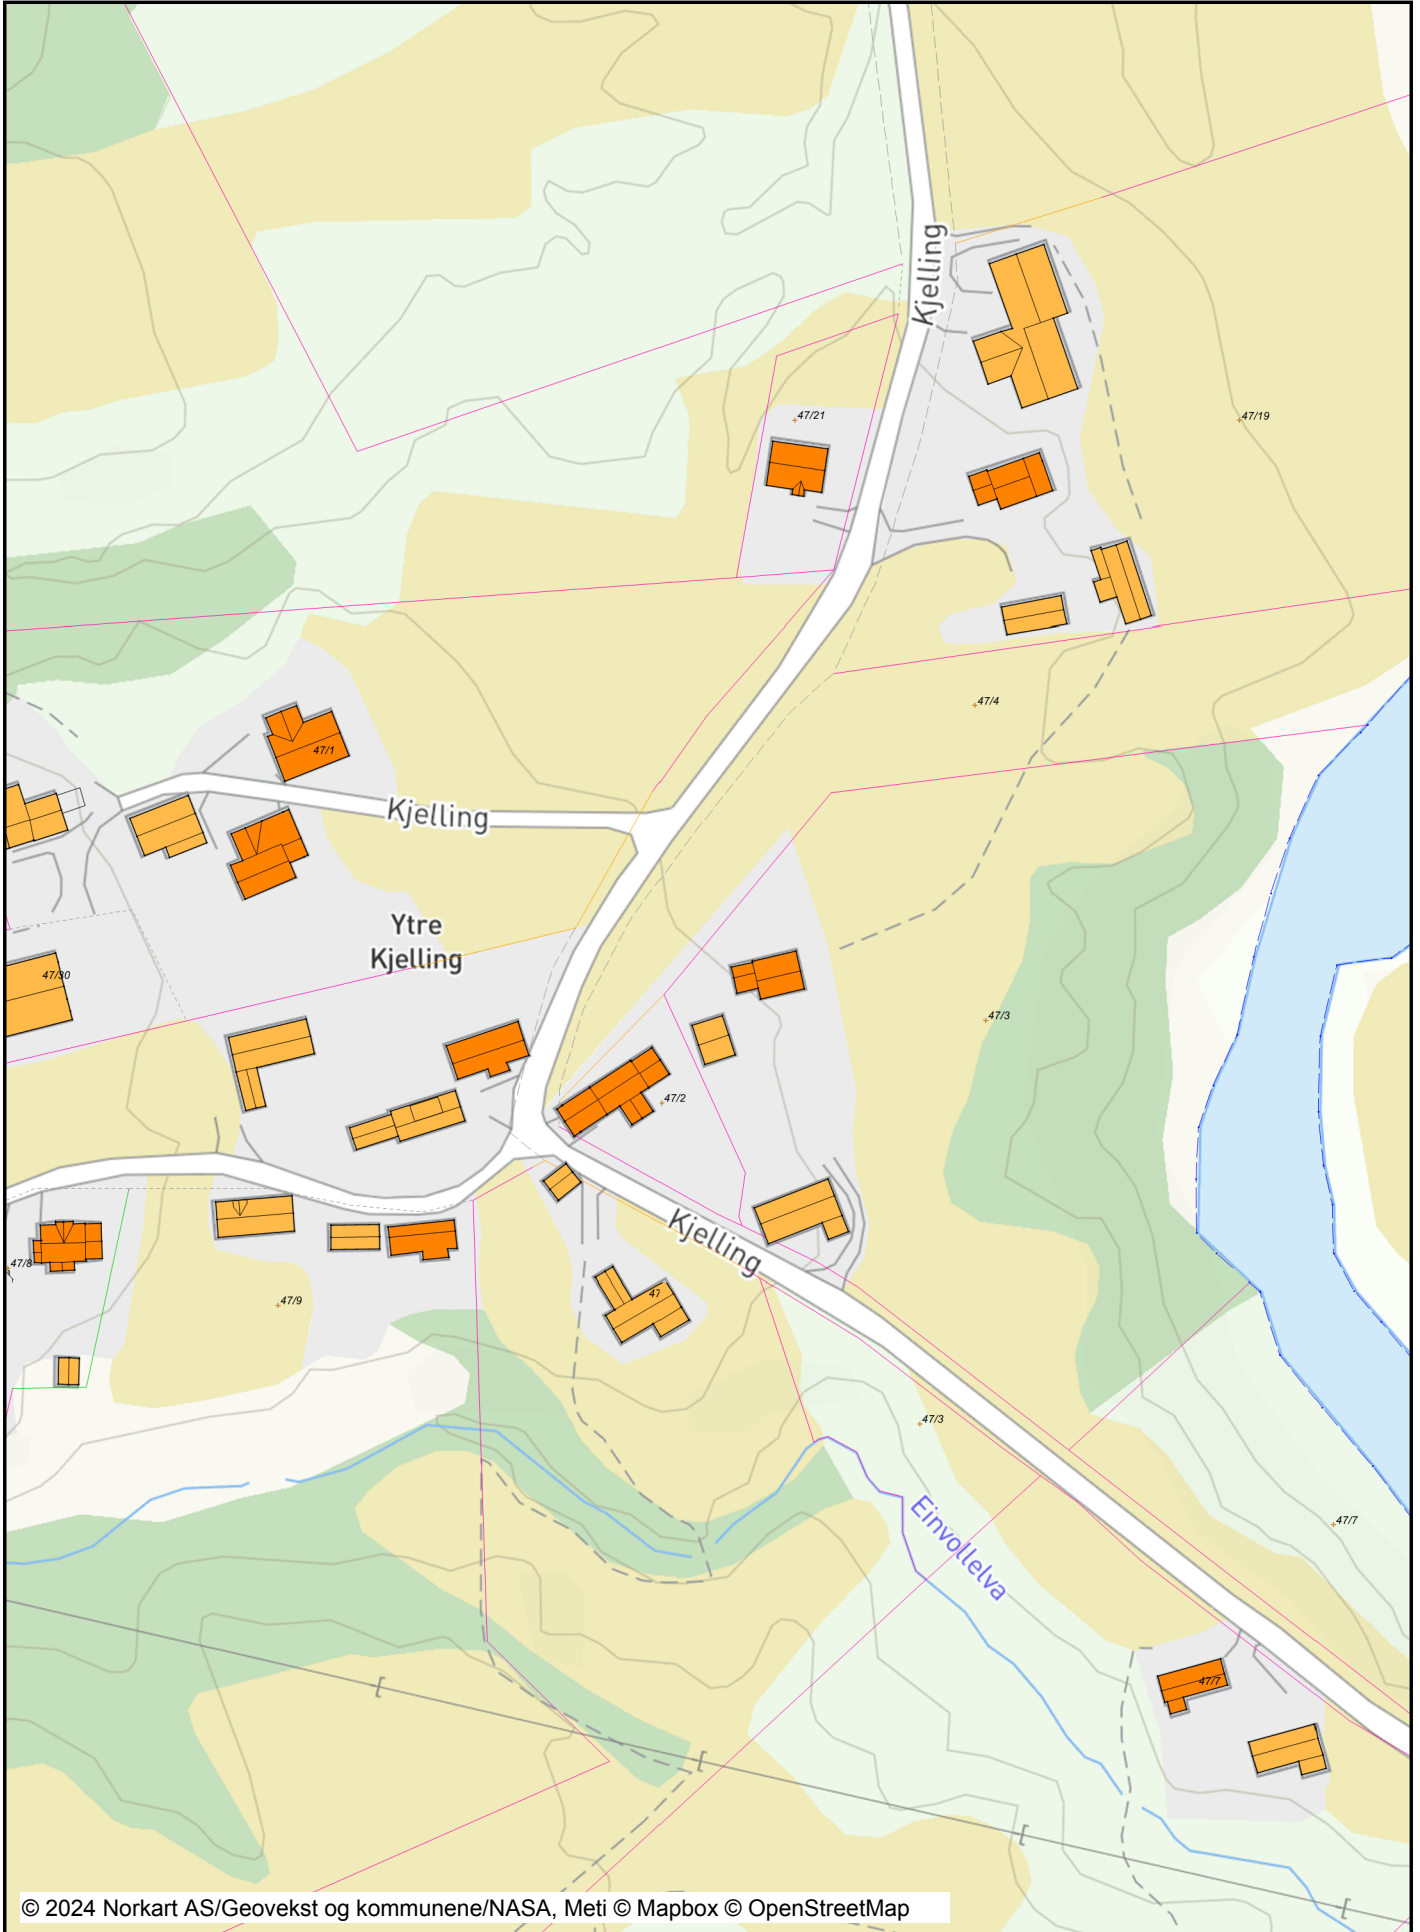 Kjelling
47/21
47/19
47/4
47/1
Kjelling
Ytre
Kjelling
47/30
47/3
47/2
Kjelling
47/8
47/9
47
47/3
Einvollelva
47/7
47/7
© 2024 Norkart AS/Geovekst og kommunene/NASA, Meti © Mapbox © OpenStreetMap